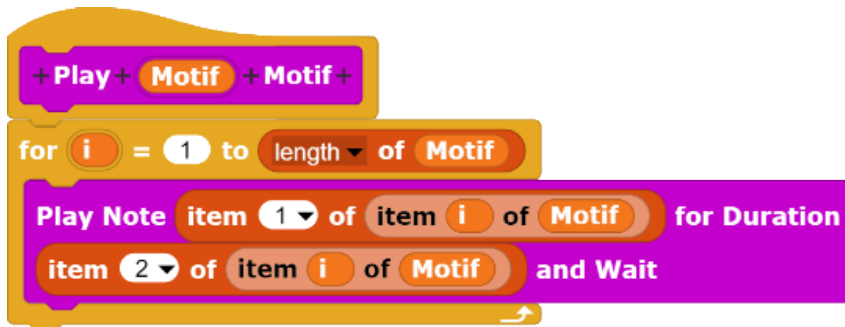 +Play+ Motif +Motif+
for i = 1 to length of Motif
Play Note item 1 of item i of Motif for Duration
item 2 of item i of Motif and Wait